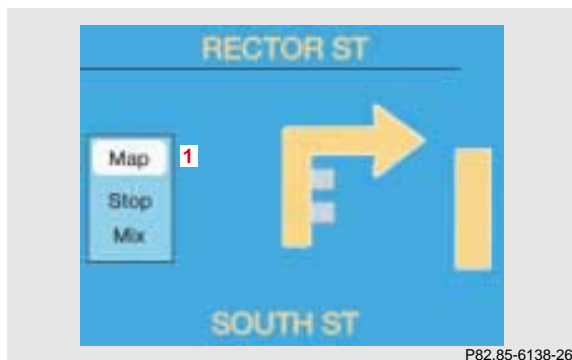 RECTOR ST
Map 1
Stop
Mix
SOUTH ST
P82.85-6138-26